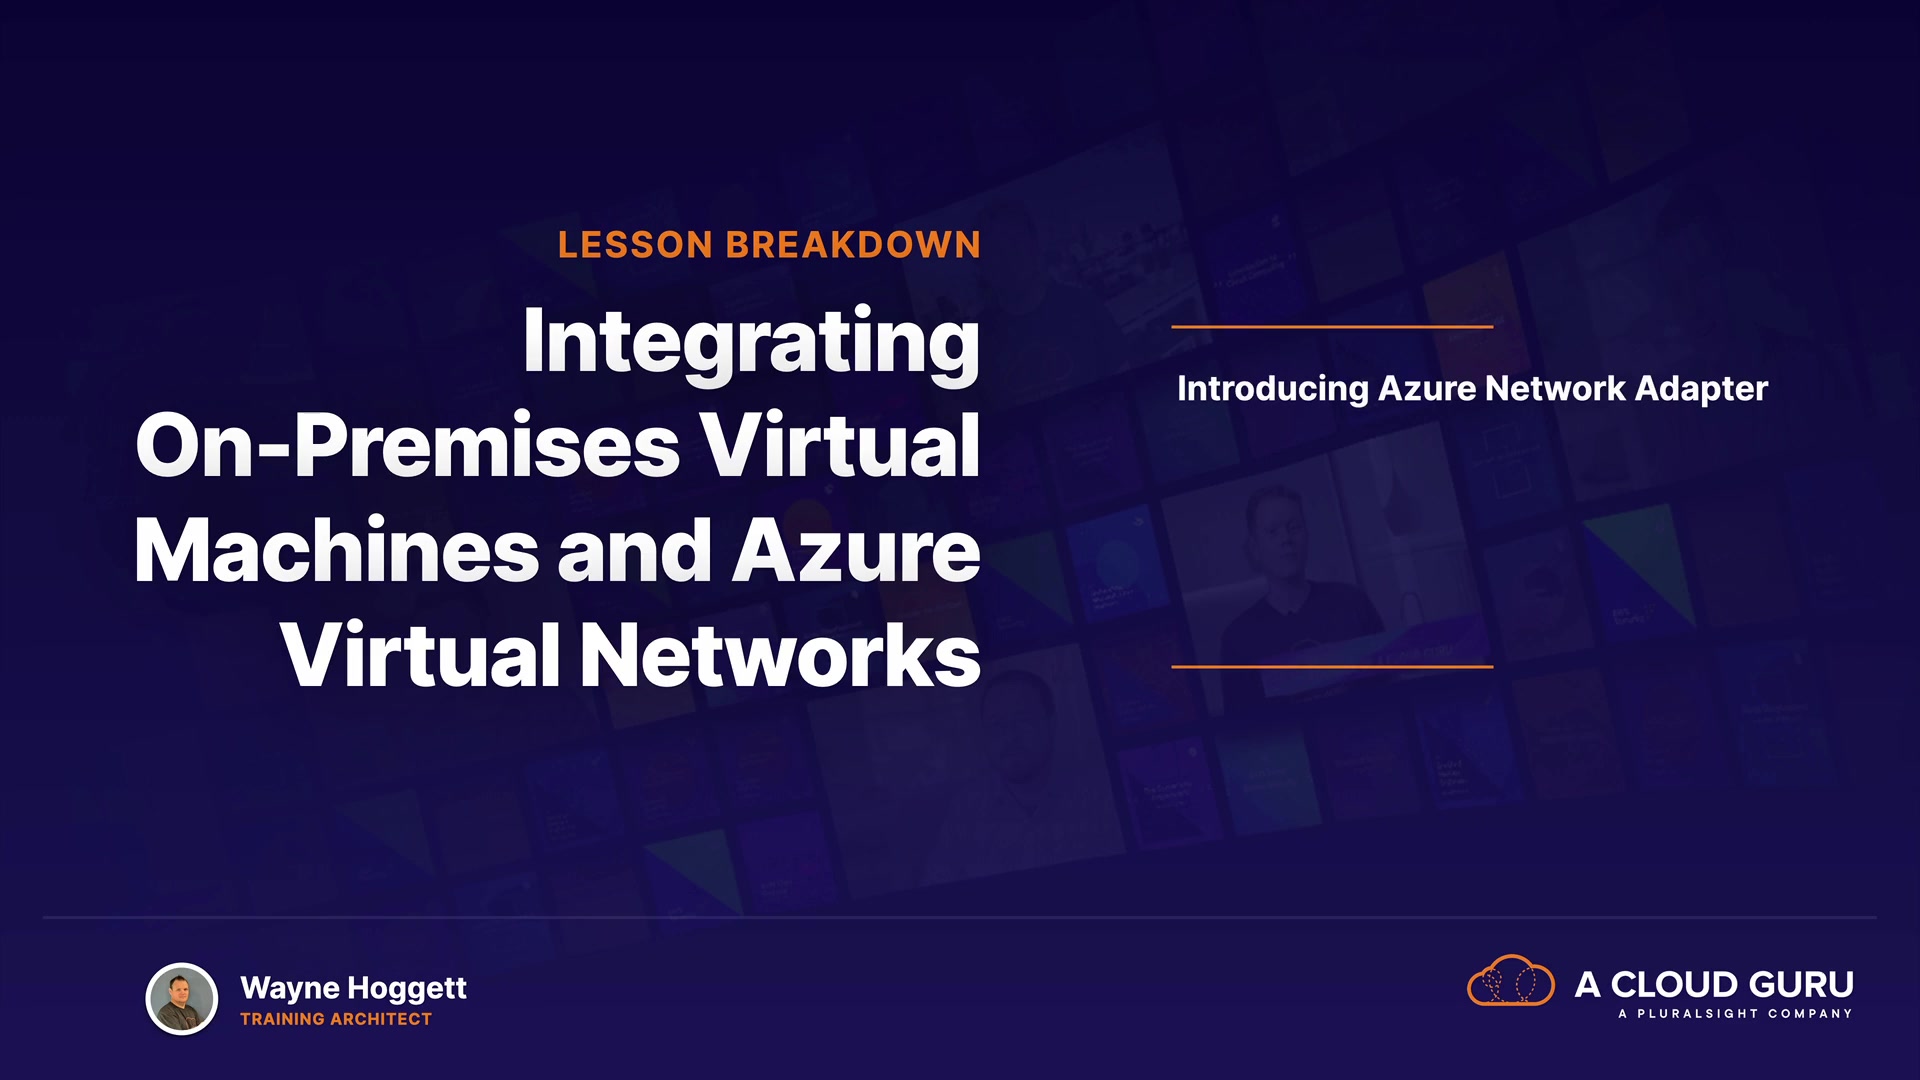 LESSON BREAKDOWN
Integrating
On-Premises Virtual
Machines and Azure
Virtual Networks
Introducing Azure Network Adapter
Wayne Hoggett
TRAINING ARCHITECT
A CLOUD GURU
A PLURALSIGHT COMPANY